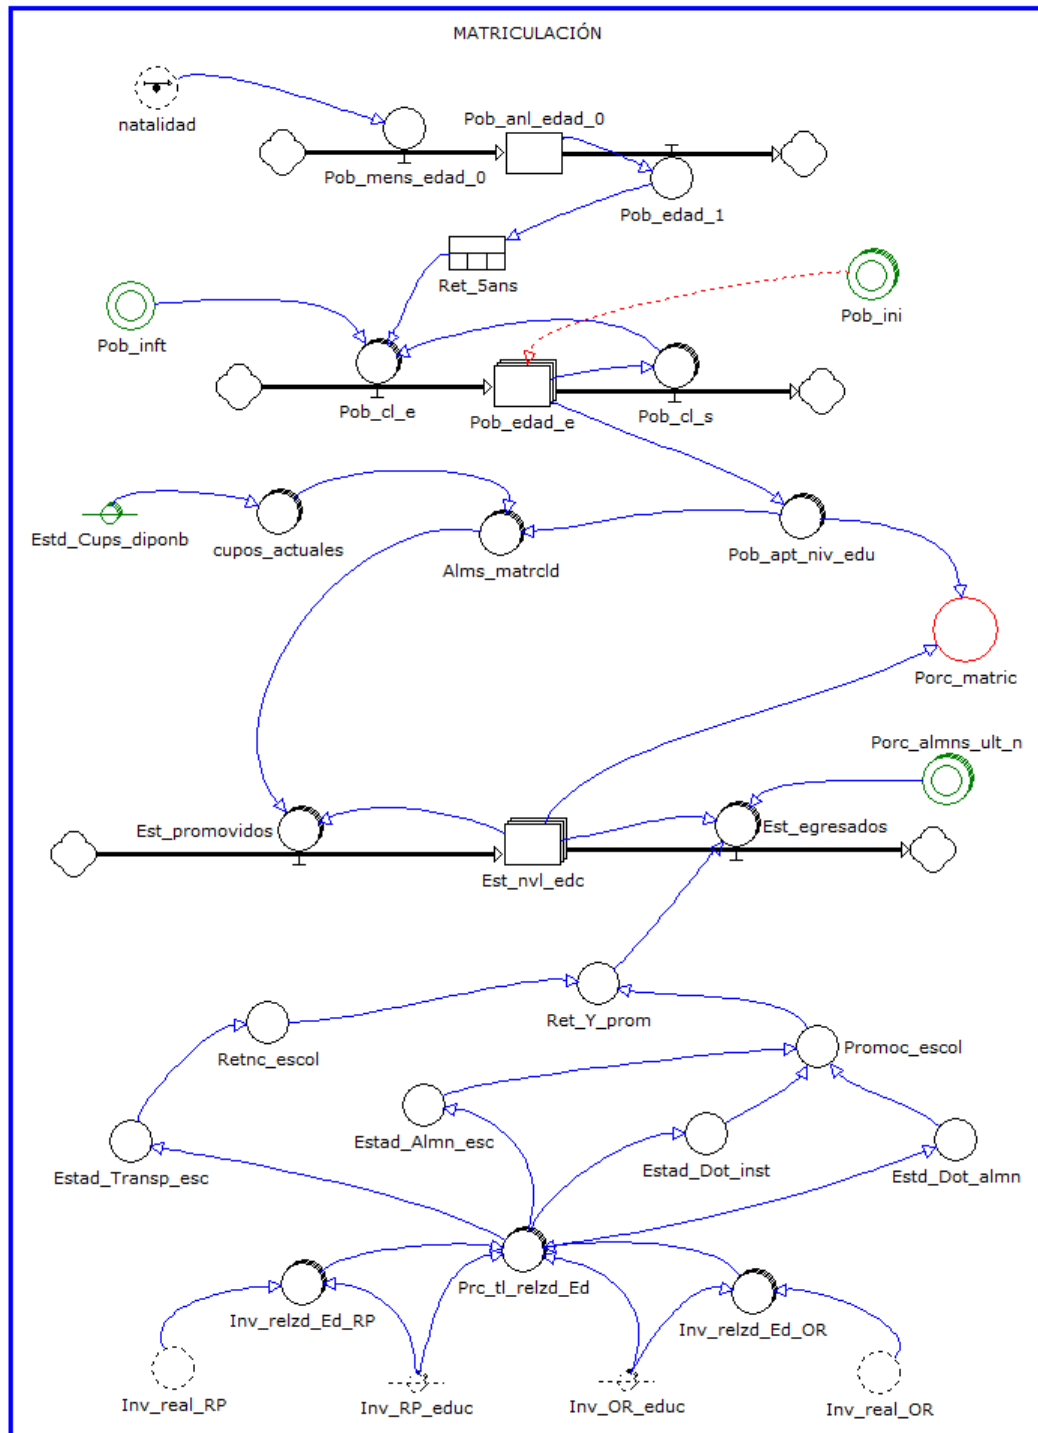 MATRICULACIÓN
natalidad
Pob_anl_edad_0
Pob_mens_edad_0
Pob_edad_1
Ret_5ans
Pob_ini
Pob_inft
Pob_cl_e
Pob_edad_e
Pob_cl_s
Estd_Cups_diponb
cupos_actuales
Alms_matrcld
Pob_apt_niv_edu
Porc_matric
Porc_almns_ult_n
Est_promovidos
Est_egresados
Est_nvl_edc
Ret_Y_prom
Retnc_escol
Promoc_escol
Estad_Almn_esc
Estad_Transp_esc
Estad_Dot_inst
Estd_Dot_almn
Prc_tl_relzd_Ed
Inv_relzd_Ed_RP
Inv_relzd_Ed_OR
Inv_real_RP
Inv_RP_educ
Inv_OR_educ
Inv_real_OR